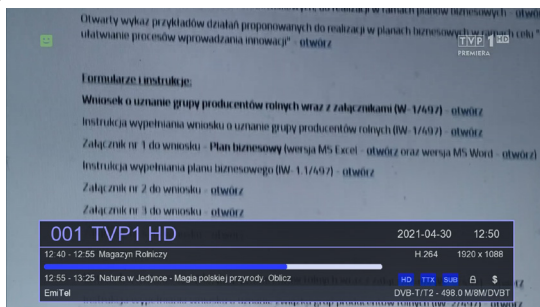 do realizacji w ramach planów biznesowych - otwórz
Otwarty wykaz przykładów działań proponowanych do realizacji w planach biznesowych w ramach celu "
ułatwianie procesów wprowadzania innowacji" - otwórz
TVP 1 HD
PREMIERA
Formularze i instrukcje:
Wniosek o uznanie grupy producentów rolnych wraz z załącznikami (W-1/497) - otwórz
Instrukcja wypełniania wniosku o uznanie grupy producentów rolnych (IW-1/497) - otwórz
Załącznik nr 1 do wniosku - Plan biznesowy (wersja MS Excel - otwórz oraz wersja MS Word - otwórz)
Instrukcja wypełniania planu biznesowego (IW- 1.1/497) - otwórz
Załącznik nr 2 do wniosku - otwórz
Załącznik nr 3 do wniosku - otwórz
001 TVP1 HD 2021-04-30 12:50
12:40 - 12:55 Magazyn Rolniczy H.264 1920 x 1088
12:55 - 13:25 Natura w Jedynce - Magia polskiej przyrody. Oblicz HD TTX SUB $
EmiTel DVB-T/T2 - 498.0 M/8M/DVBT